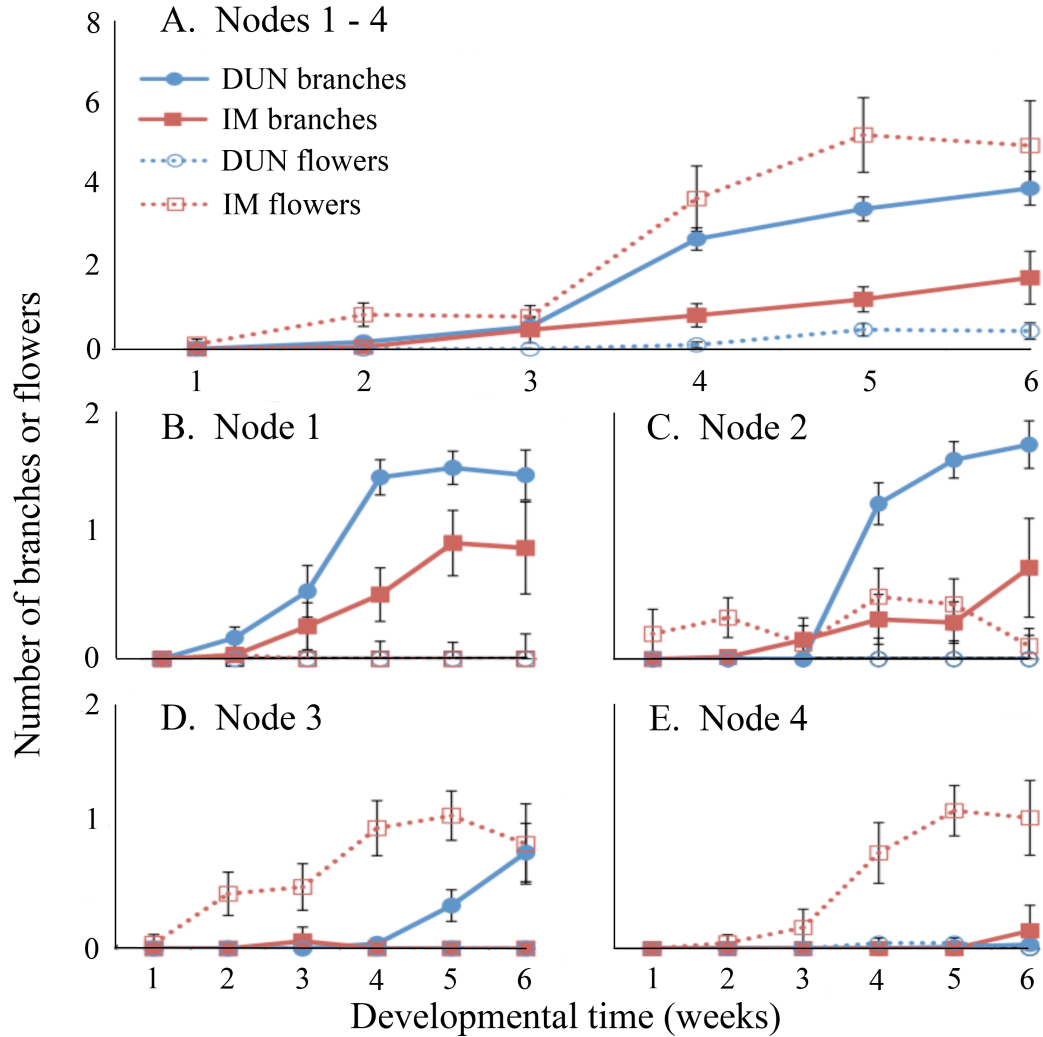 A. Nodes 1 - 4
DUN branches
IM branches
DUN flowers
IM flowers
8
6
4
2
0
1 2 3 4 5 6
Number of branches or flowers
B. Node 1
2
1
0
C. Node 2
D. Node 3
2
1
0
1 2 3 4 5 6
E. Node 4
1 2 3 4 5 6
Developmental time (weeks)